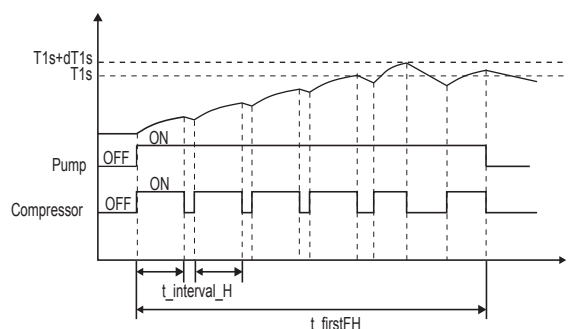 T1s+dT1s
T1s
ON
Pump OFF
ON
Compressor OFF
t_interval_H
t_firstFH